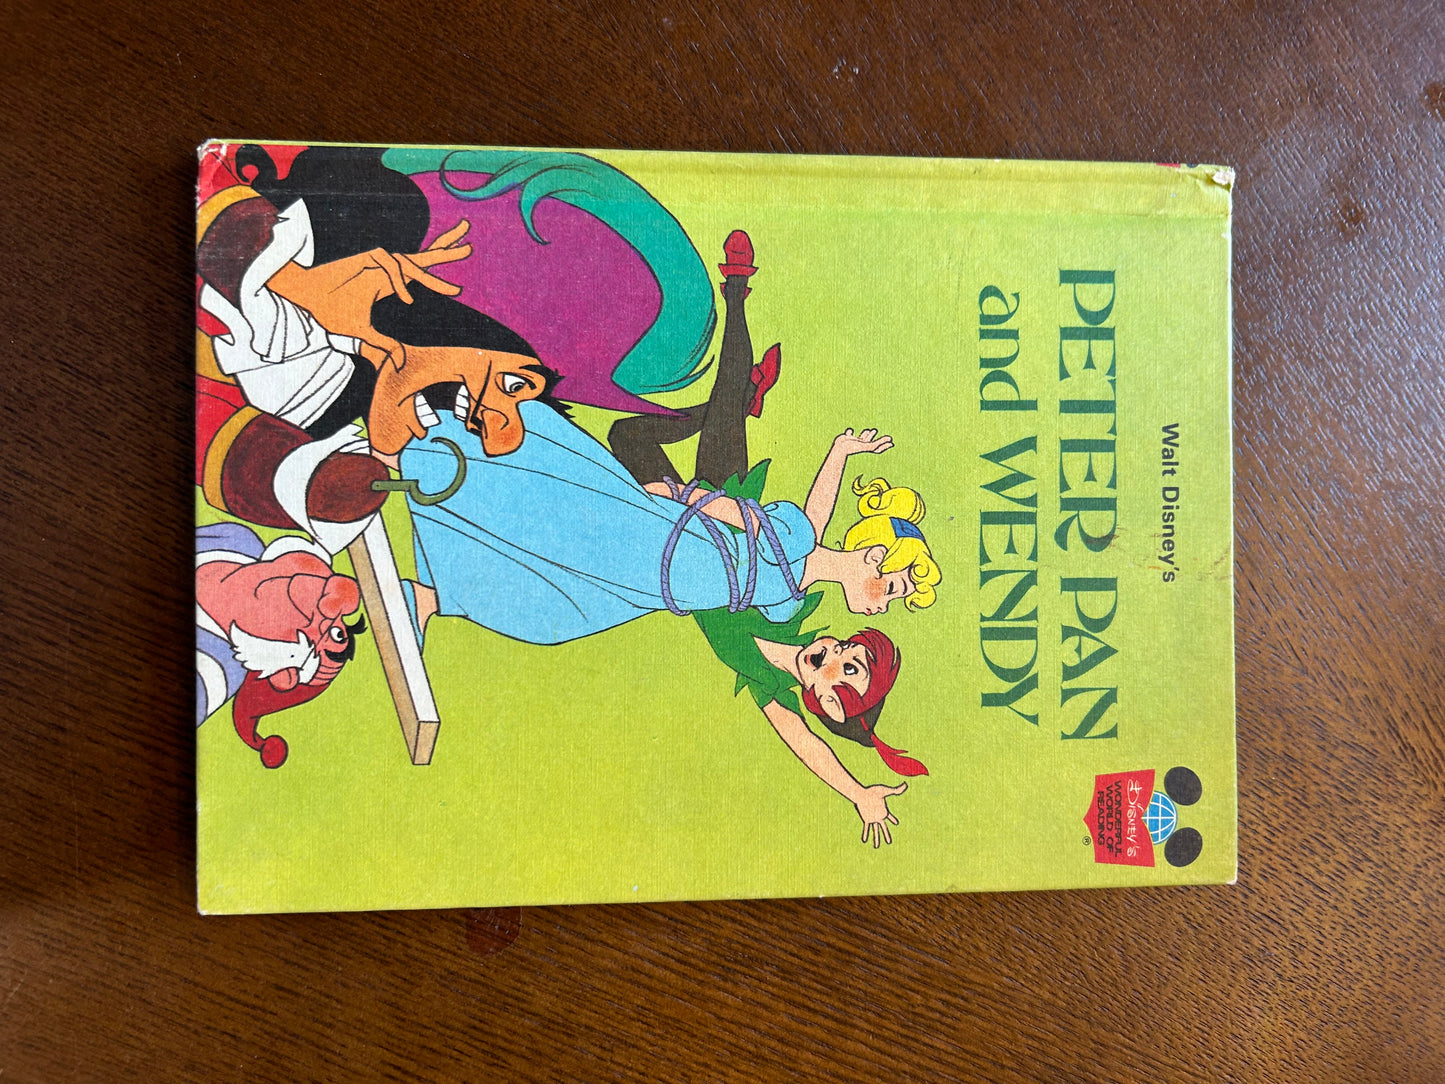 Walt Disney's
PETER PAN
and WENDY
Disney's
WONDERFUL
WORLD OF
READING
®